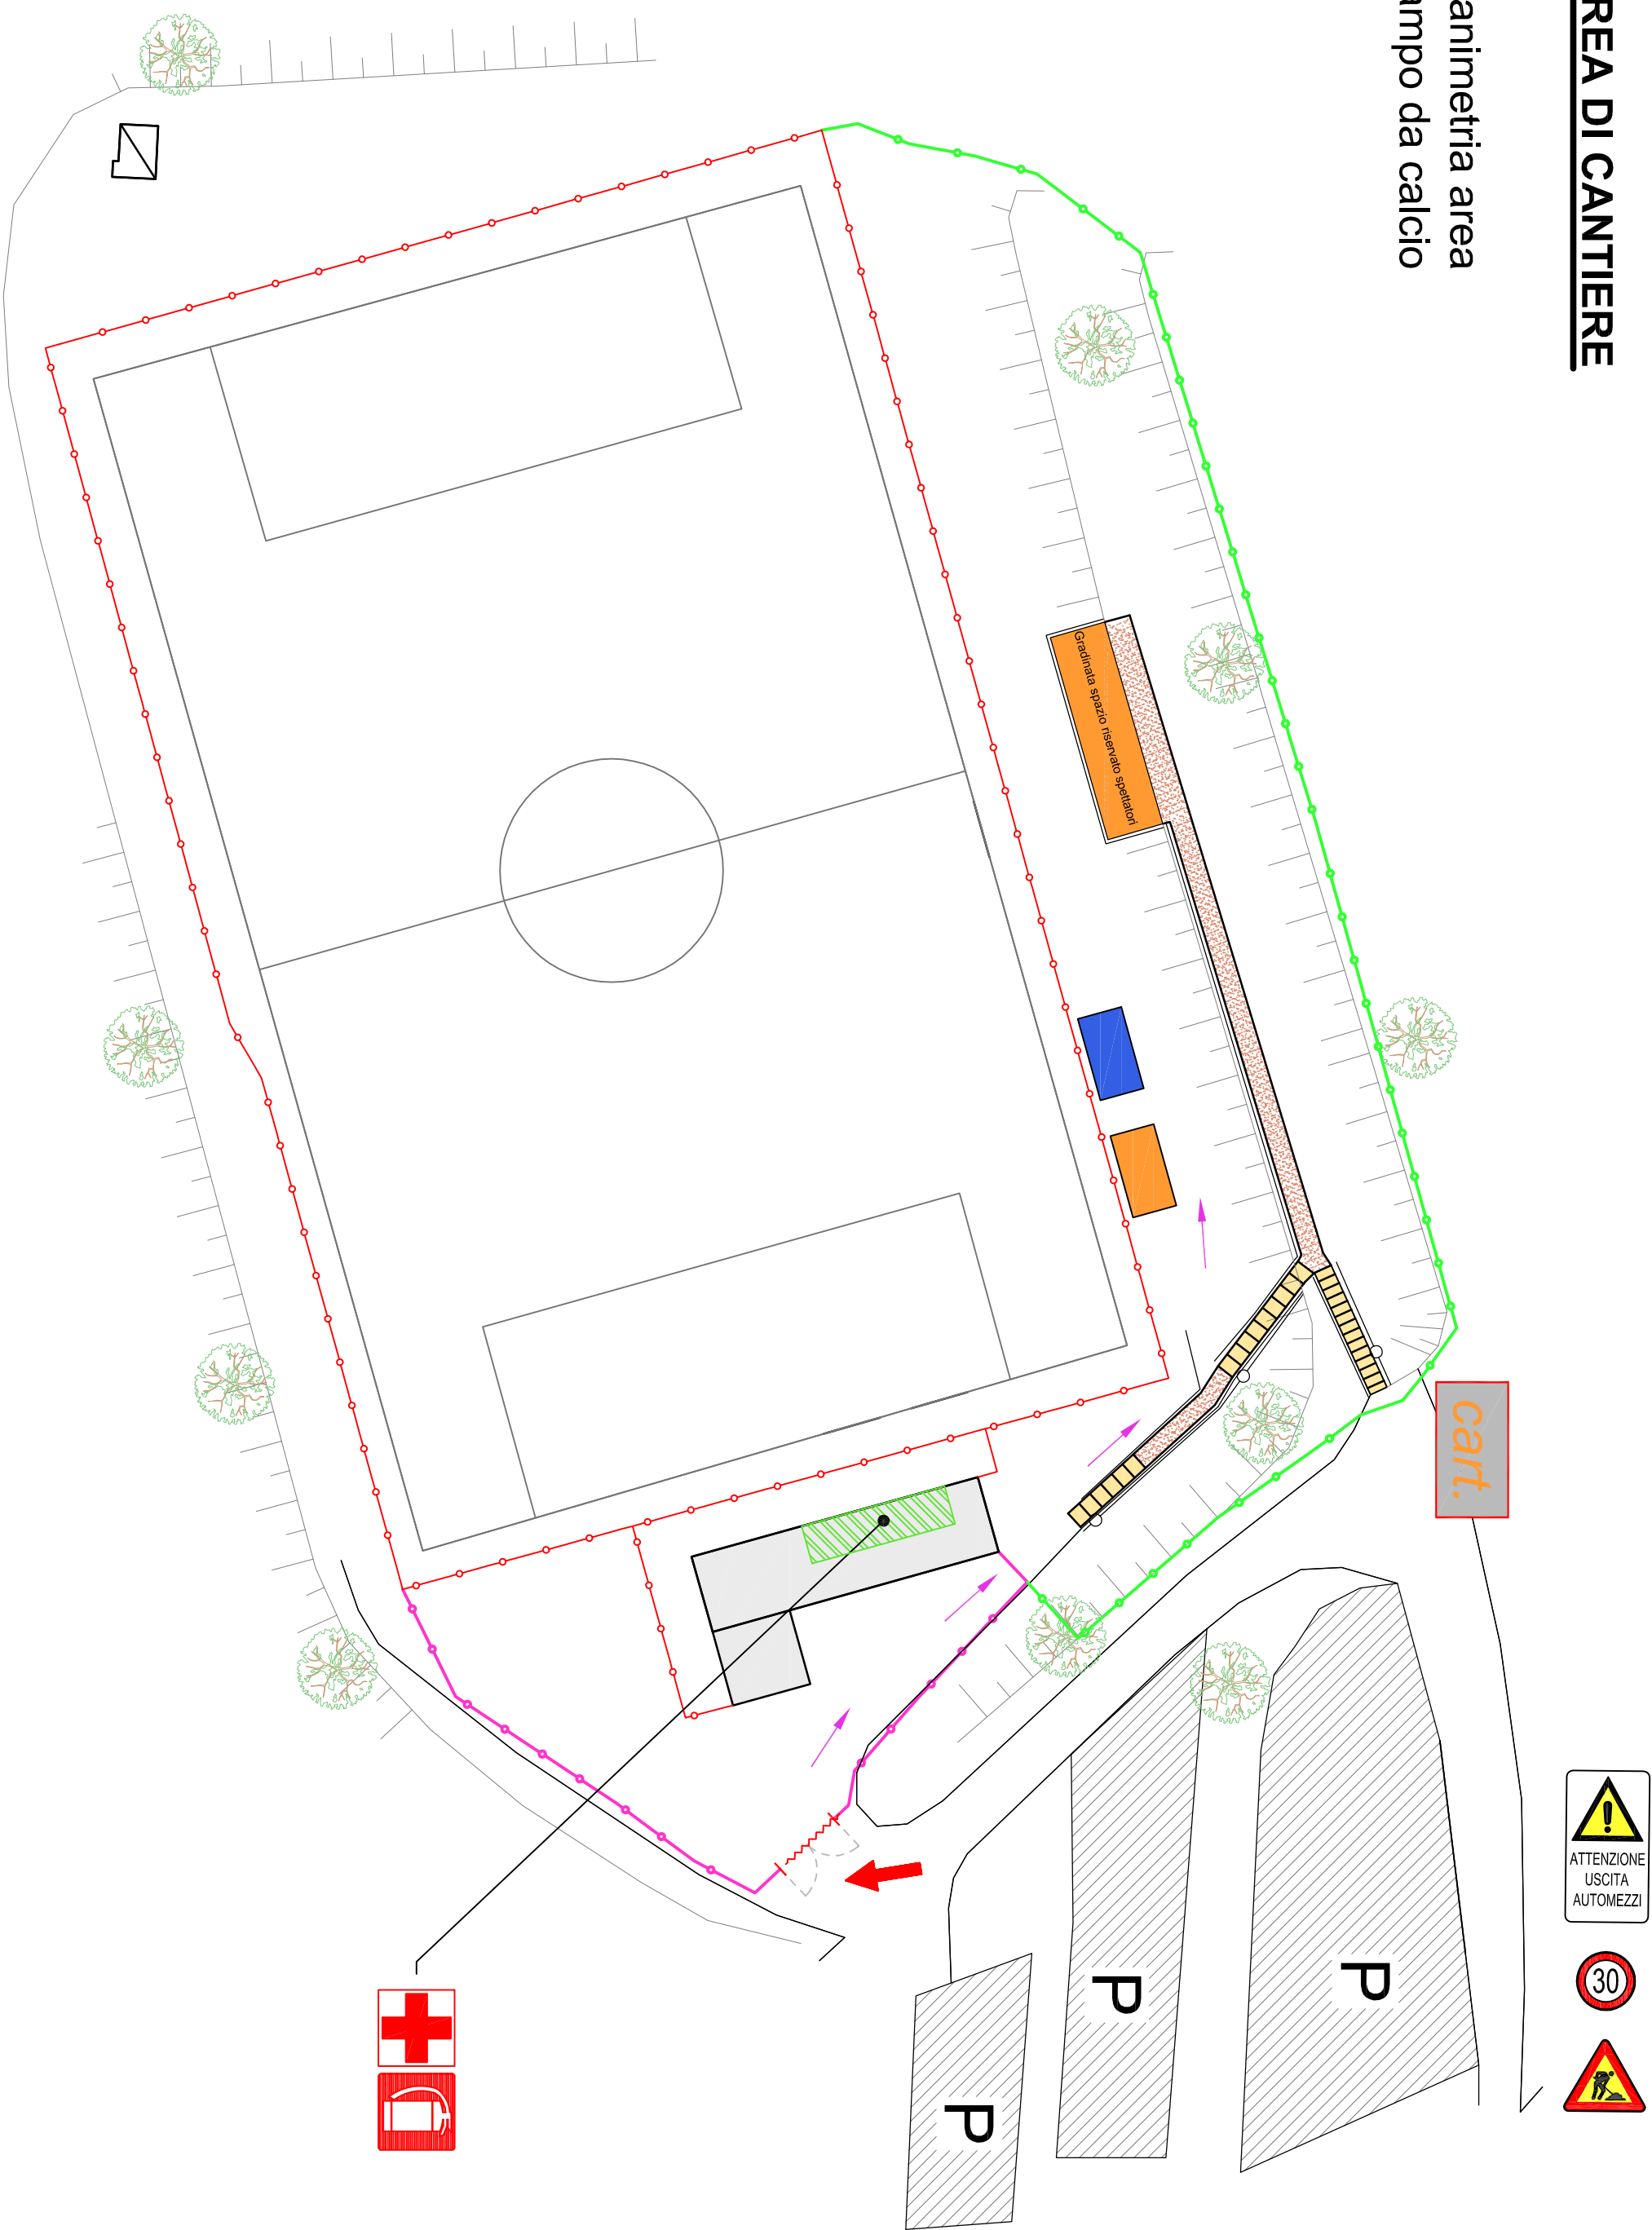 REA DI CANTIERE
animetria area
ampo da calcio
Gradinata spazio riservato spettatori
cart.
ATTENZIONE
USCITA
AUTOMEZZI
30
P
P
P